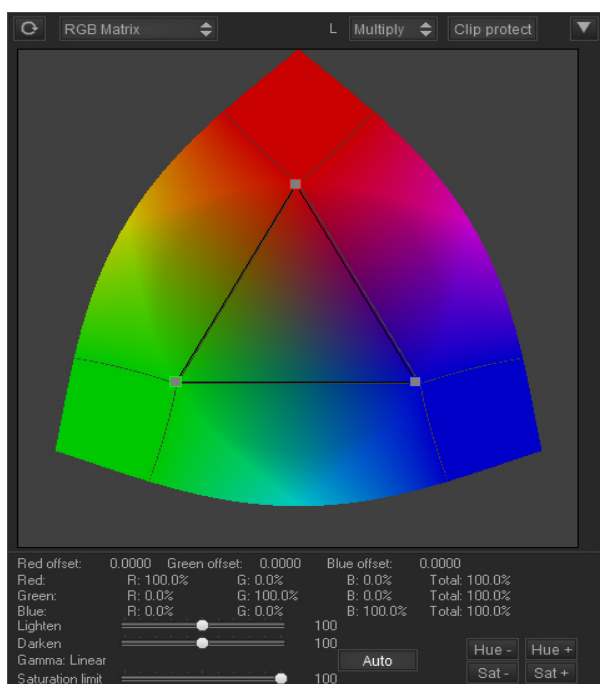 RGB Matrix L Multiply Clip protect
Red offset: 0.0000 Green offset: 0.0000 Blue offset: 0.0000
Red: R: 100.0% G: 0.0% B: 0.0% Total: 100.0%
Green: R: 0.0% G: 100.0% B: 0.0% Total: 100.0%
Blue: R: 0.0% G: 0.0% B: 100.0% Total: 100.0%
Lighten 100
Darken 100
Gamma: Linear Auto Hue - Hue +
Saturation limit 100 Sat - Sat +